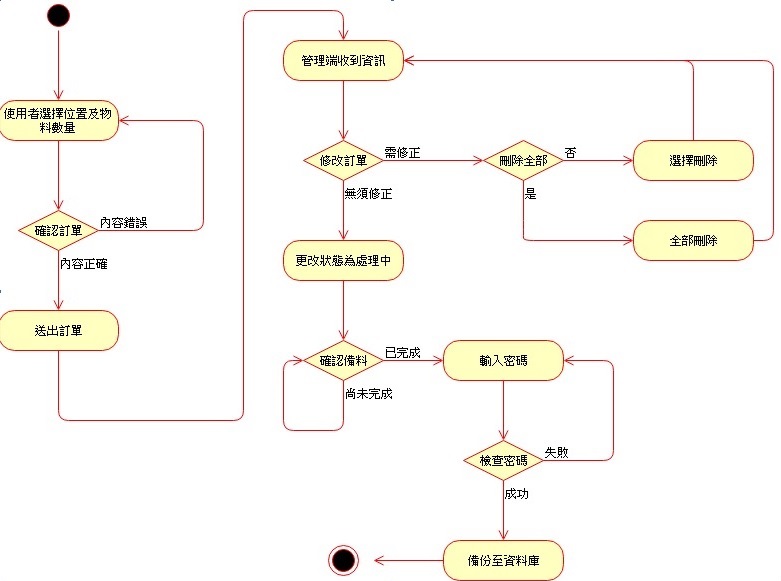 使用者選擇位置及物
料數量
確認訂單
內容錯誤
內容正確
送出訂單
管理端收到資訊
修改訂單
需修正
無須修正
刪除全部
否
是
選擇刪除
全部刪除
更改狀態為處理中
確認備料
已完成
尚未完成
輸入密碼
檢查密碼
失敗
成功
備份至資料庫